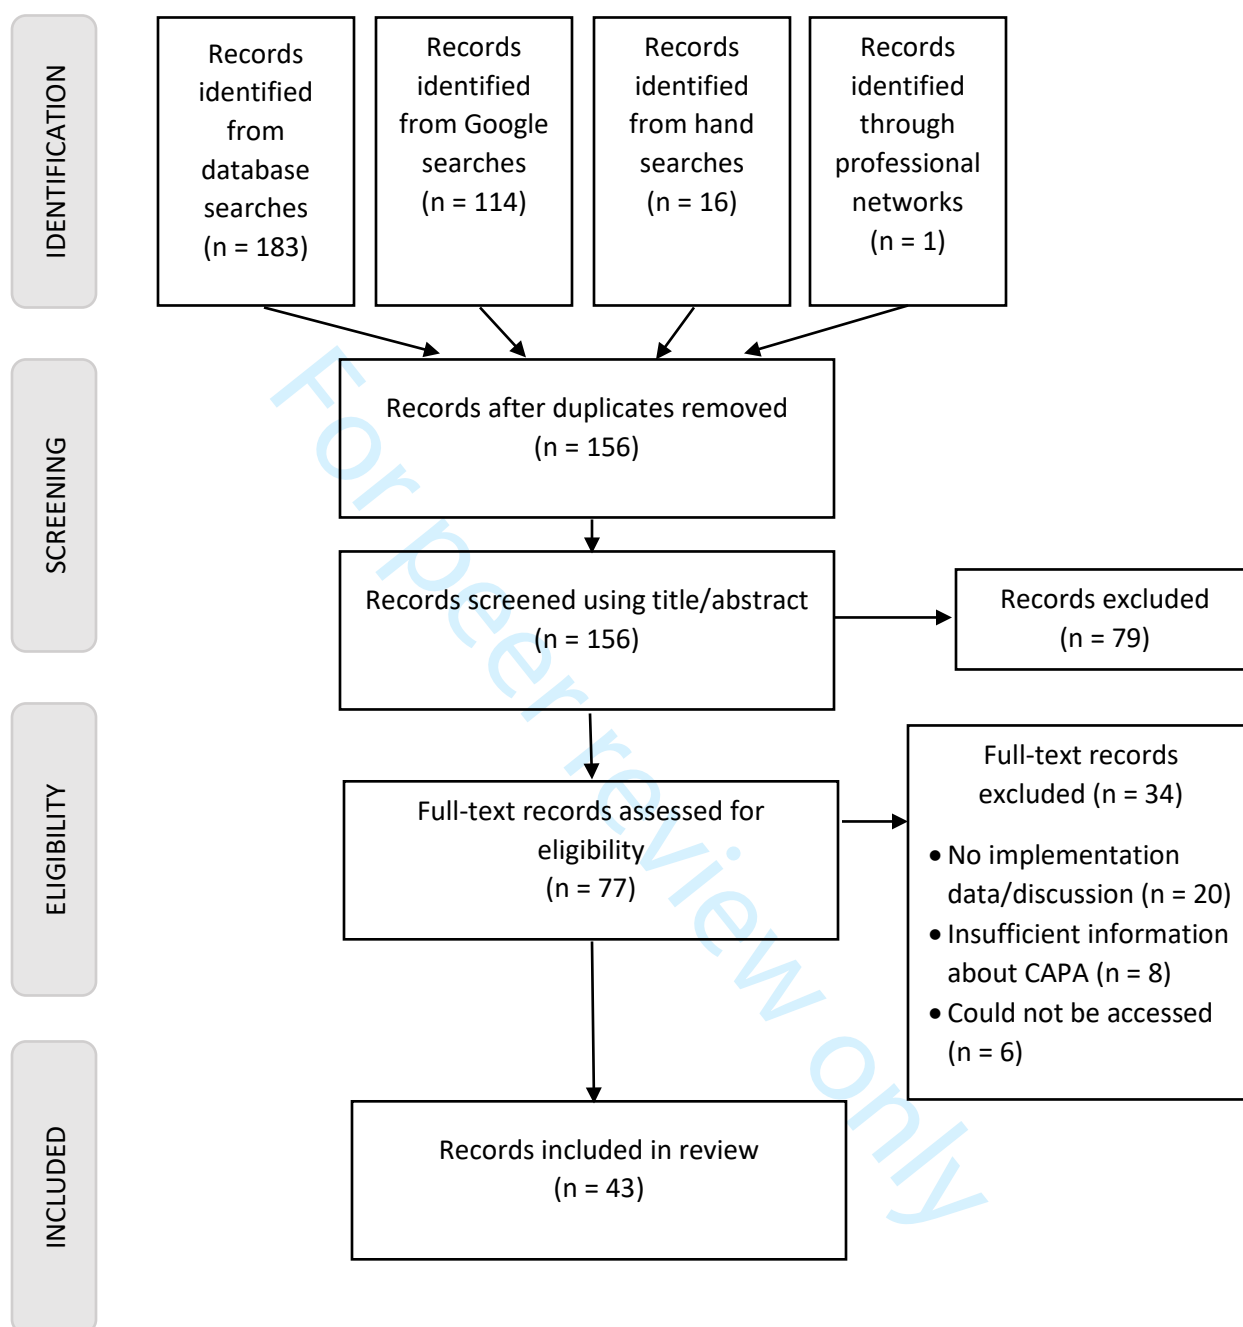 IDENTIFICATION
Records
identified
from
database
searches
(n = 183)
Records
identified
from Google
searches
(n = 114)
Records
identified
from hand
searches
(n = 16)
Records
identified
through
professional
networks
(n = 1)
SCREENING
Records after duplicates removed
(n = 156)
Records screened using title/abstract
(n = 156)
Records excluded
(n = 79)
ELIGIBILITY
Full-text records assessed for
eligibility
(n = 77)
Full-text records
excluded (n = 34)
• No implementation
data/discussion (n = 20)
• Insufficient information
about CAPA (n = 8)
• Could not be accessed
(n = 6)
INCLUDED
Records included in review
(n = 43)
For peer review only